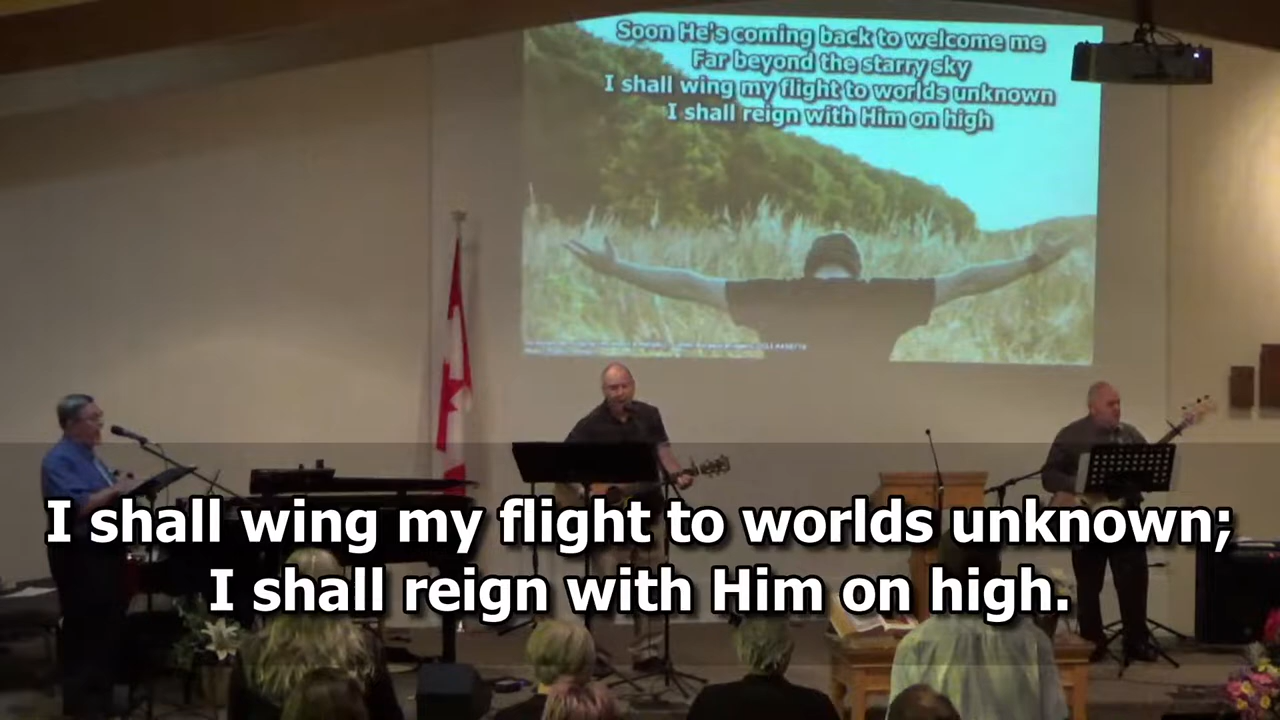 Soon He's coming back to welcome me
Far beyond the starry sky
I shall wing my flight to worlds unknown
I shall reign with Him on high
I shall wing my flight to worlds unknown;
I shall reign with Him on high.